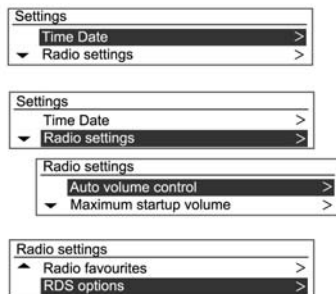 Settings
Time Date >
Radio settings >
Settings
Time Date >
Radio settings >
Radio settings
Auto volume control >
Maximum startup volume >
Radio settings
Radio favourites >
RDS options >